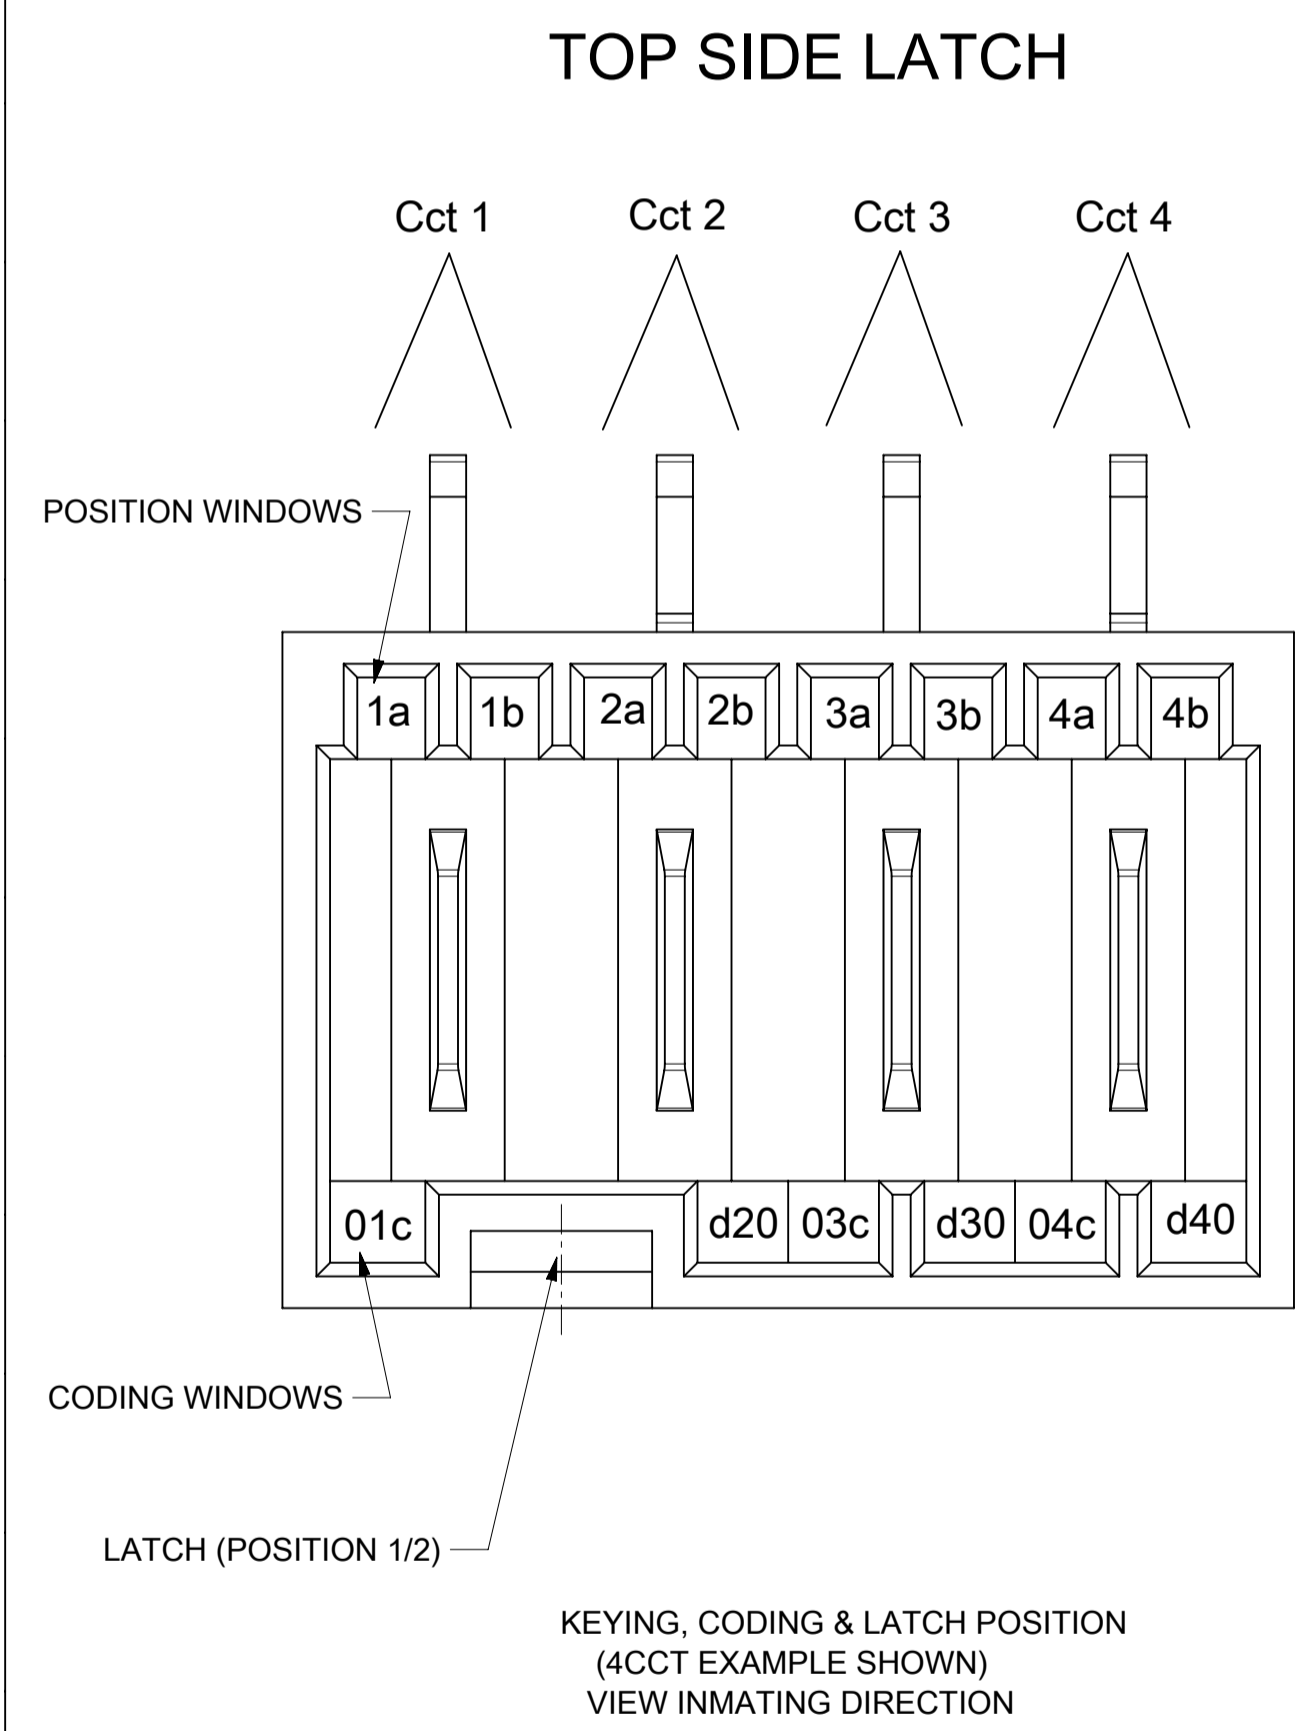 TOP SIDE LATCH
Cct 1 Cct 2 Cct 3 Cct 4
POSITION WINDOWS
1a 1b 2a 2b 3a 3b 4a 4b
01c d20 03c d30 04c d40
CODING WINDOWS
LATCH (POSITION 1/2)
KEYING, CODING & LATCH POSITION
(4CCT EXAMPLE SHOWN)
VIEW INMATING DIRECTION